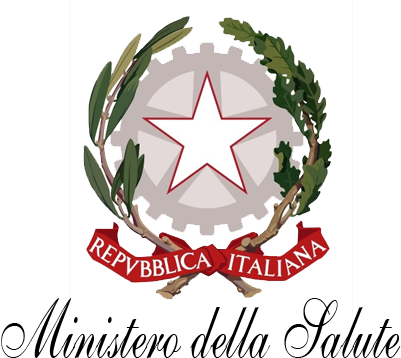 REPVBBLICA ITALIANA
Ministero della Salute